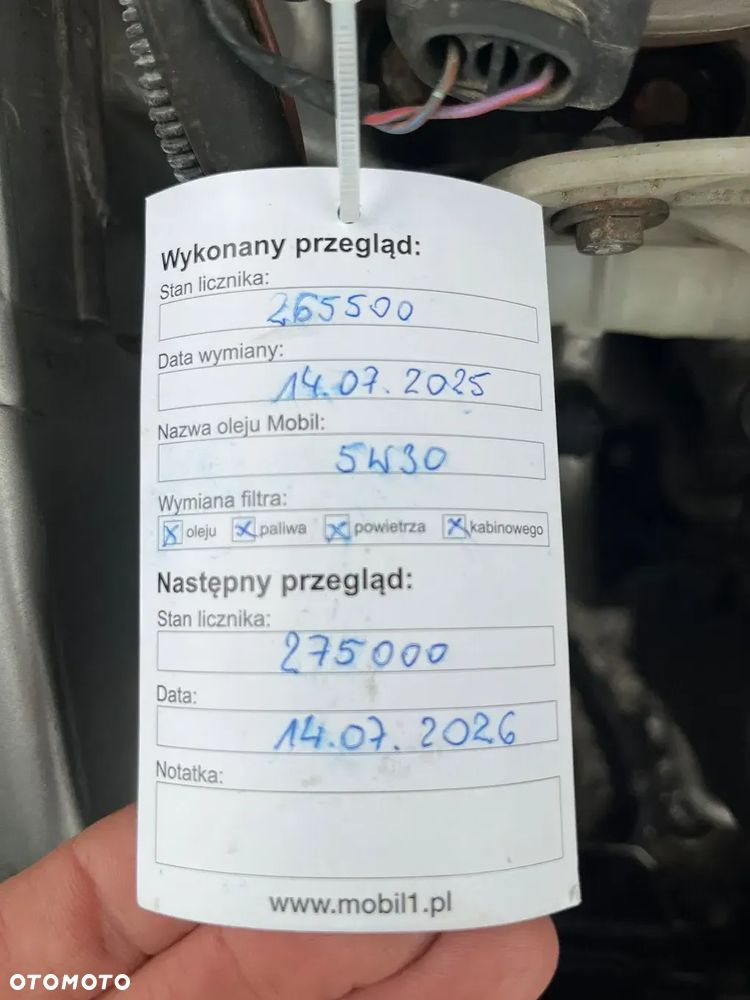 Wykonany przegląd:
Stan licznika:
265500
Data wymiany:
14.07.2025
Nazwa oleju Mobil:
5W30
Wymiana filtra:
x oleju x paliwa x powietrza x kabinowego
Następny przegląd:
Stan licznika:
275000
Data:
14.07.2026
Notatka:
www.mobil1.pl
OTOMOTO